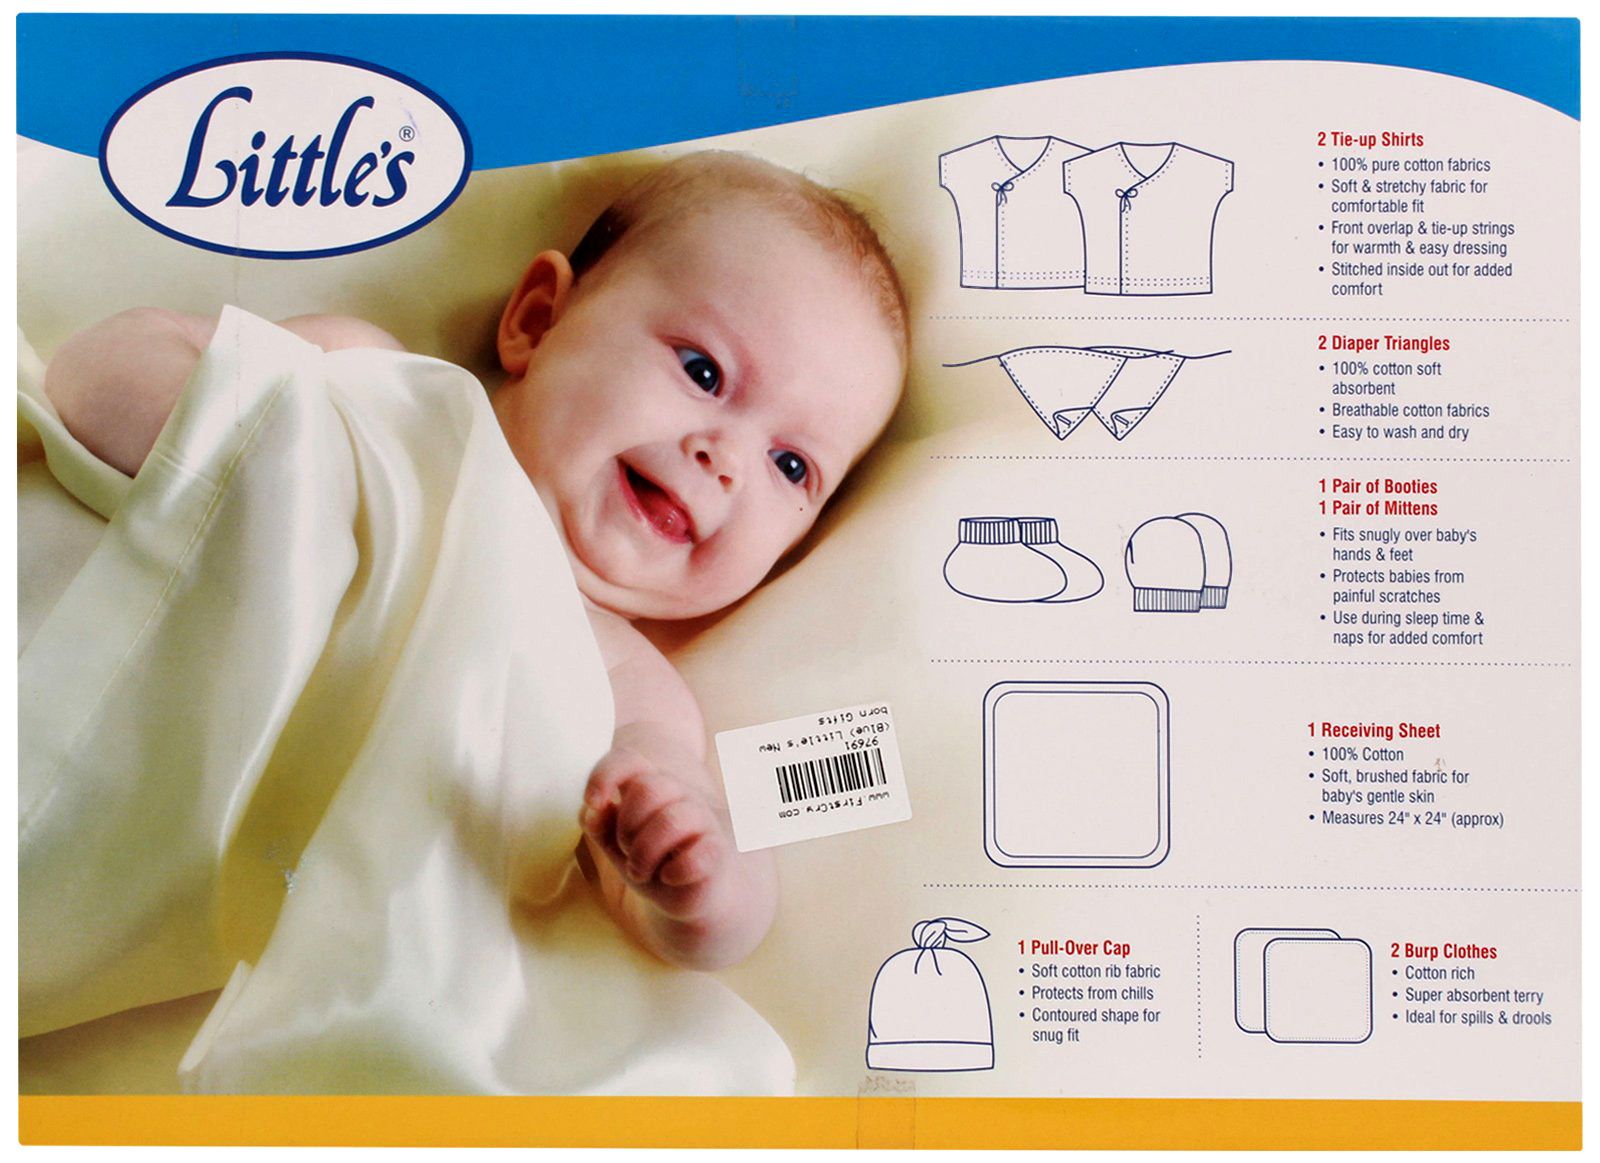 Little's®
2 Tie-up Shirts
• 100% pure cotton fabrics
• Soft & stretchy fabric for
comfortable fit
• Front overlap & tie-up strings
for warmth & easy dressing
• Stitched inside out for added
comfort
2 Diaper Triangles
• 100% cotton soft
absorbent
• Breathable cotton fabrics
• Easy to wash and dry
1 Pair of Booties
1 Pair of Mittens
• Fits snugly over baby's
hands & feet
• Protects babies from
painful scratches
• Use during sleep time &
naps for added comfort
1 Receiving Sheet
• 100% Cotton
• Soft, brushed fabric for
baby's gentle skin
• Measures 24" x 24" (approx)
1 Pull-Over Cap
• Soft cotton rib fabric
• Protects from chills
• Contoured shape for
snug fit
2 Burp Clothes
• Cotton rich
• Super absorbent terry
• Ideal for spills & drools
www.FirstCry.com
97691
(Blue) Little's New
born Gifts